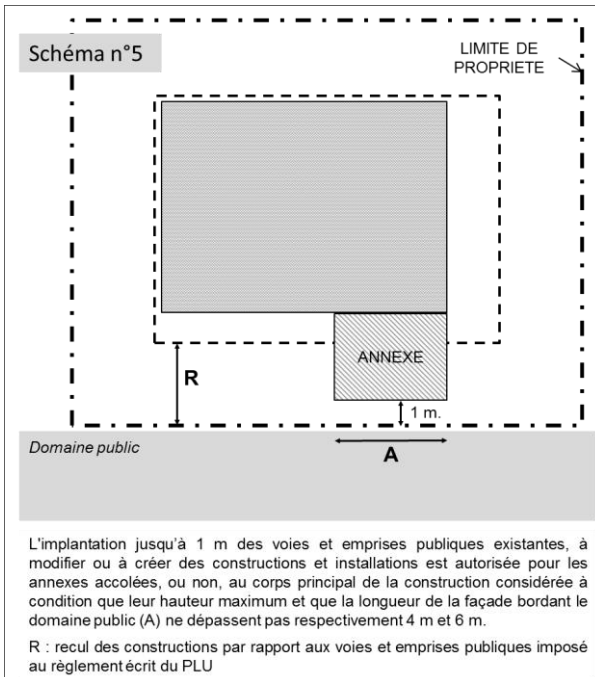 Schéma n°5
LIMITE DE
PROPRIETE
ANNEXE
R
1 m.
A
Domaine public
L'implantation jusqu'à 1 m des voies et emprises publiques existantes, à
modifier ou à créer des constructions et installations est autorisée pour les
annexes accolées, ou non, au corps principal de la construction considérée à
condition que leur hauteur maximum et que la longueur de la façade bordant le
domaine public (A) ne dépassent pas respectivement 4 m et 6 m.
R : recul des constructions par rapport aux voies et emprises publiques imposé
au règlement écrit du PLU